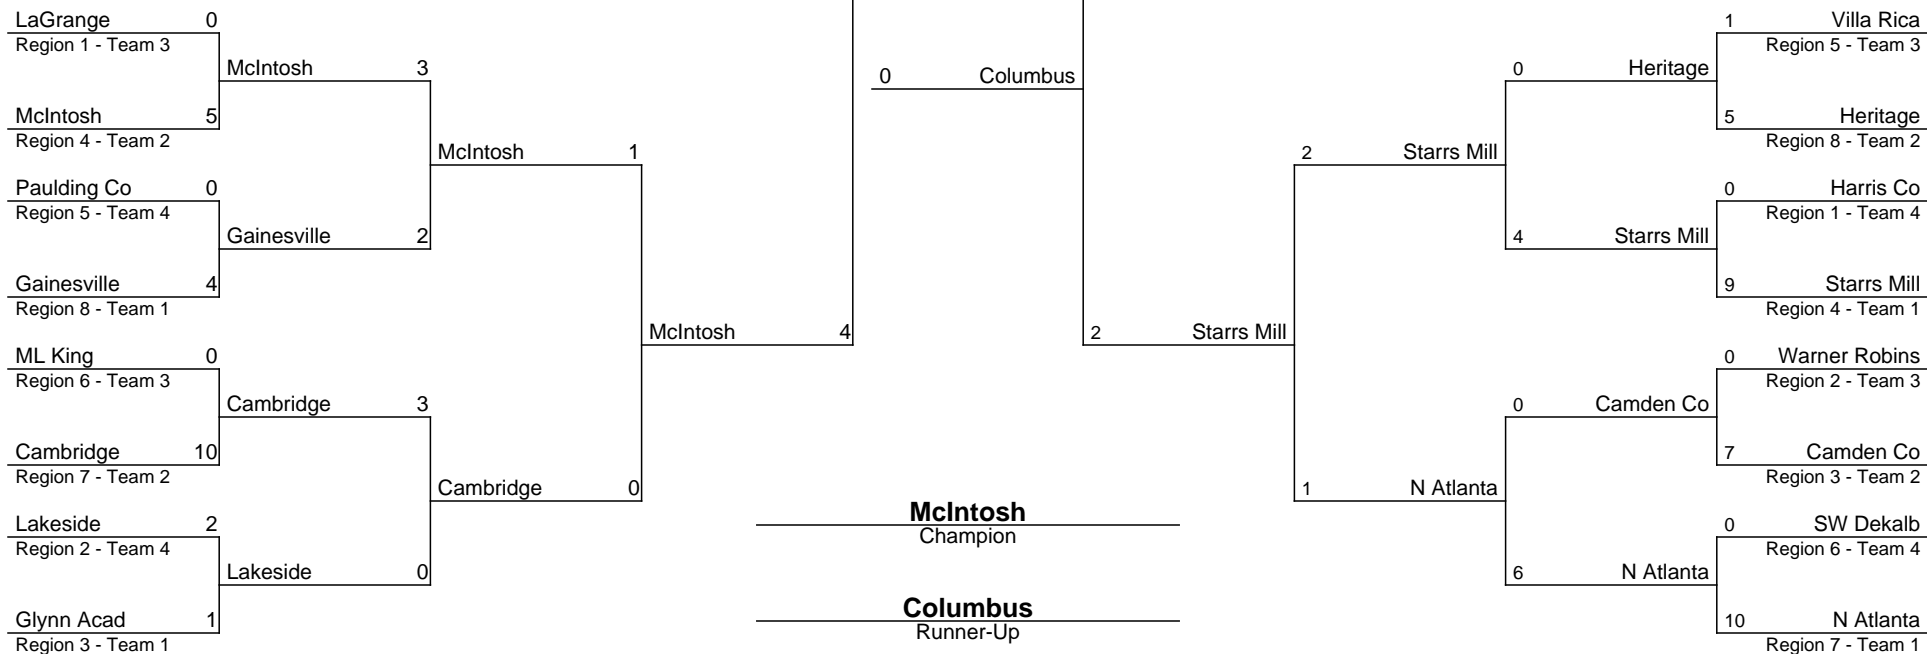 LaGrange 0
Region 1 - Team 3
McIntosh 3
McIntosh 5
Region 4 - Team 2
McIntosh 1
Paulding Co 0
Region 5 - Team 4
Gainesville 2
Gainesville 4
Region 8 - Team 1
McIntosh 4
ML King 0
Region 6 - Team 3
Cambridge 3
Cambridge 10
Region 7 - Team 2
Cambridge 0
Lakeside 2
Region 2 - Team 4
Lakeside 0
Glynn Acad 1
Region 3 - Team 1
0 Columbus
McIntosh
Champion
Columbus
Runner-Up
1 Villa Rica
Region 5 - Team 3
0 Heritage
5 Heritage
Region 8 - Team 2
2 Starrs Mill
0 Harris Co
Region 1 - Team 4
4 Starrs Mill
9 Starrs Mill
Region 4 - Team 1
2 Starrs Mill
0 Warner Robins
Region 2 - Team 3
0 Camden Co
7 Camden Co
Region 3 - Team 2
1 N Atlanta
0 SW Dekalb
Region 6 - Team 4
6 N Atlanta
10 N Atlanta
Region 7 - Team 1